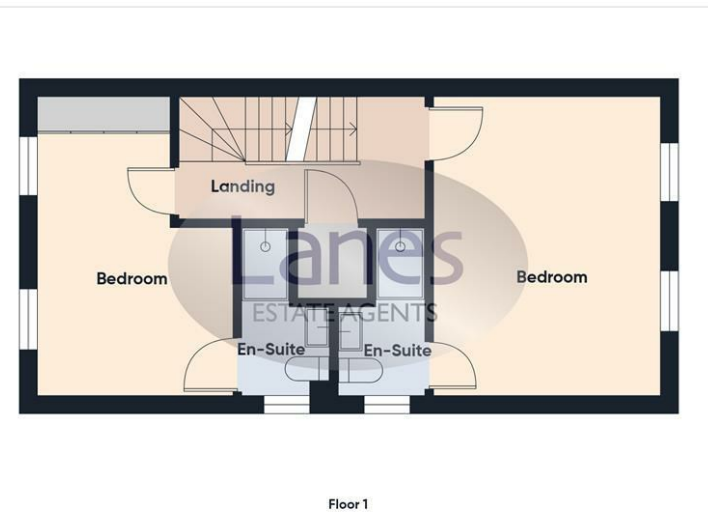 Landing
Lanes
Bedroom
Bedroom
ESTATE AGENTS
En-Suite
En-Suite
Floor 1